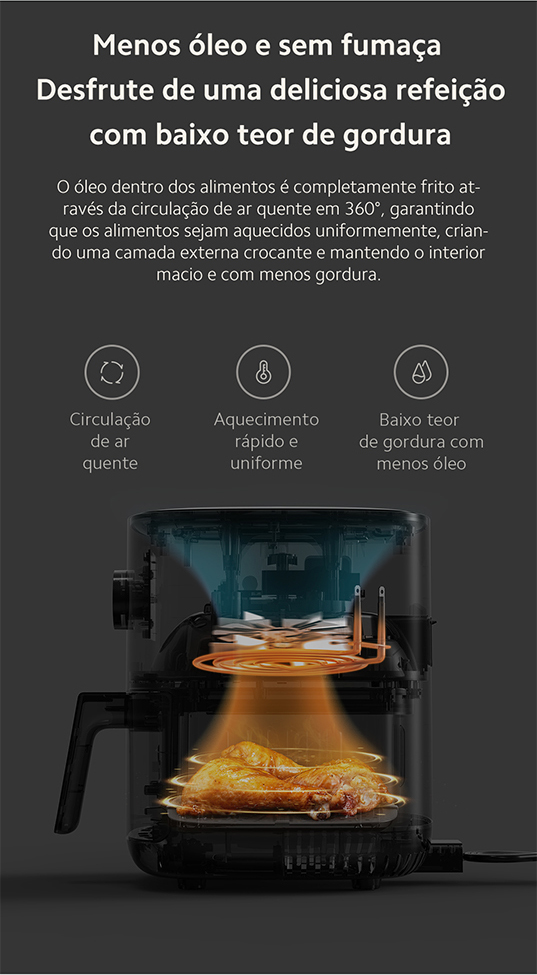 Menos óleo e sem fumaça
Desfrute de uma deliciosa refeição
com baixo teor de gordura
O óleo dentro dos alimentos é completamente frito at-
ravés da circulação de ar quente em 360°, garantindo
que os alimentos sejam aquecidos uniformemente, crian-
do uma camada externa crocante e mantendo o interior
macio e com menos gordura.
Circulação
de ar
quente
Aquecimento
rápido e
uniforme
Baixo teor
de gordura com
menos óleo